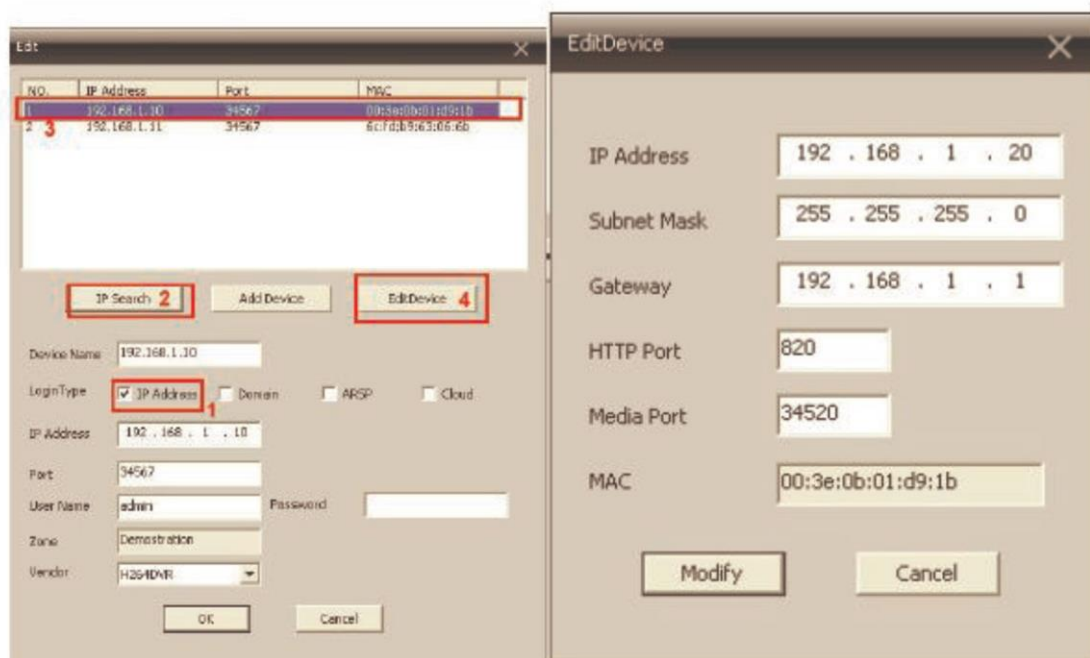 Edit
NO. IP Address Port MAC
1 192.168.1.10 34567 00:3e:0b:01:d9:1b
2 192.168.1.11 34567 6c:fd:b9:63:06:6b
3
IP Search 2 Add Device EditDevice 4
Device Name 192.168.1.10
LoginType IP Address Domain ARSP Cloud
1
IP Address 192 . 168 . 1 . 10
Port 34567
User Name admin Password
Zone Demostration
Vendor H264DVR
OK Cancel
EditDevice
IP Address 192 . 168 . 1 . 20
Subnet Mask 255 . 255 . 255 . 0
Gateway 192 . 168 . 1 . 1
HTTP Port 820
Media Port 34520
MAC 00:3e:0b:01:d9:1b
Modify Cancel